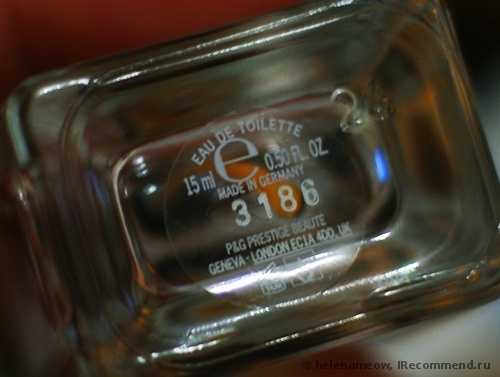 EAU DE TOILETTE
15 ml e 0.50 FL. OZ.
MADE IN GERMANY
3186
P&G PRESTIGE BEAUTE
GENEVA - LONDON EC1A 4DD, UK
© helenameow, IRecommend.ru